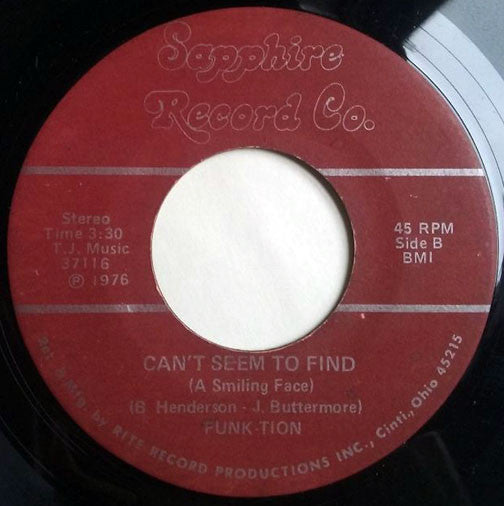 Sapphire
Record Co.
Stereo
Time 3:30
T.J. Music
37116
℗ 1976
45 RPM
Side B
BMI
CAN'T SEEM TO FIND
(A Smiling Face)
(B Henderson - J. Buttermore)
FUNK-TION
& Mfg. by RITE RECORD PRODUCTIONS INC., Cinti., Ohio 45215